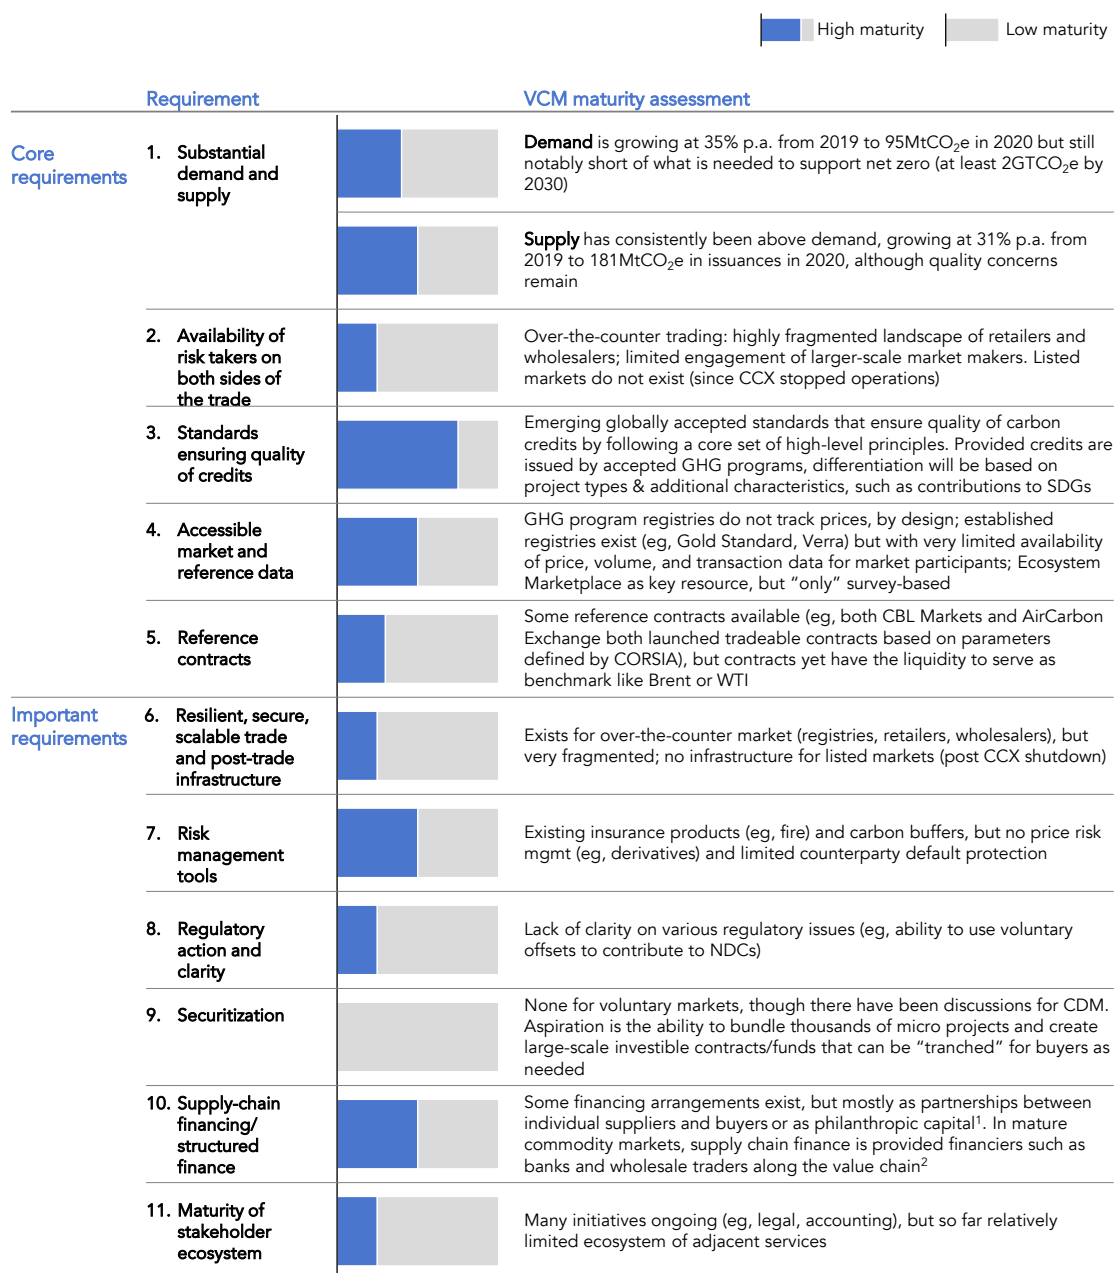 High maturity
Low maturity
Requirement
VCM maturity assessment
Core
requirements
1. Substantial
demand and
supply
Demand is growing at 35% p.a. from 2019 to 95MtCO₂e in 2020 but still
notably short of what is needed to support net zero (at least 2GTCO₂e by
2030)
Supply has consistently been above demand, growing at 31% p.a. from
2019 to 181MtCO₂e in issuances in 2020, although quality concerns
remain
2. Availability of
risk takers on
both sides of
the trade
Over-the-counter trading: highly fragmented landscape of retailers and
wholesalers; limited engagement of larger-scale market makers. Listed
markets do not exist (since CCX stopped operations)
3. Standards
ensuring quality
of credits
Emerging globally accepted standards that ensure quality of carbon
credits by following a core set of high-level principles. Provided credits are
issued by accepted GHG programs, differentiation will be based on
project types & additional characteristics, such as contributions to SDGs
4. Accessible
market and
reference data
GHG program registries do not track prices, by design; established
registries exist (eg, Gold Standard, Verra) but with very limited availability
of price, volume, and transaction data for market participants; Ecosystem
Marketplace as key resource, but “only” survey-based
5. Reference
contracts
Some reference contracts available (eg, both CBL Markets and AirCarbon
Exchange both launched tradeable contracts based on parameters
defined by CORSIA), but contracts yet have the liquidity to serve as
benchmark like Brent or WTI
Important
requirements
6. Resilient, secure,
scalable trade
and post-trade
infrastructure
Exists for over-the-counter market (registries, retailers, wholesalers), but
very fragmented; no infrastructure for listed markets (post CCX shutdown)
7. Risk
management
tools
Existing insurance products (eg, fire) and carbon buffers, but no price risk
mgmt (eg, derivatives) and limited counterparty default protection
8. Regulatory
action and
clarity
Lack of clarity on various regulatory issues (eg, ability to use voluntary
offsets to contribute to NDCs)
9. Securitization
None for voluntary markets, though there have been discussions for CDM.
Aspiration is the ability to bundle thousands of micro projects and create
large-scale investible contracts/funds that can be “tranched” for buyers as
needed
10. Supply-chain
financing/
structured
finance
Some financing arrangements exist, but mostly as partnerships between
individual suppliers and buyers or as philanthropic capital¹. In mature
commodity markets, supply chain finance is provided financiers such as
banks and wholesale traders along the value chain²
11. Maturity of
stakeholder
ecosystem
Many initiatives ongoing (eg, legal, accounting), but so far relatively
limited ecosystem of adjacent services